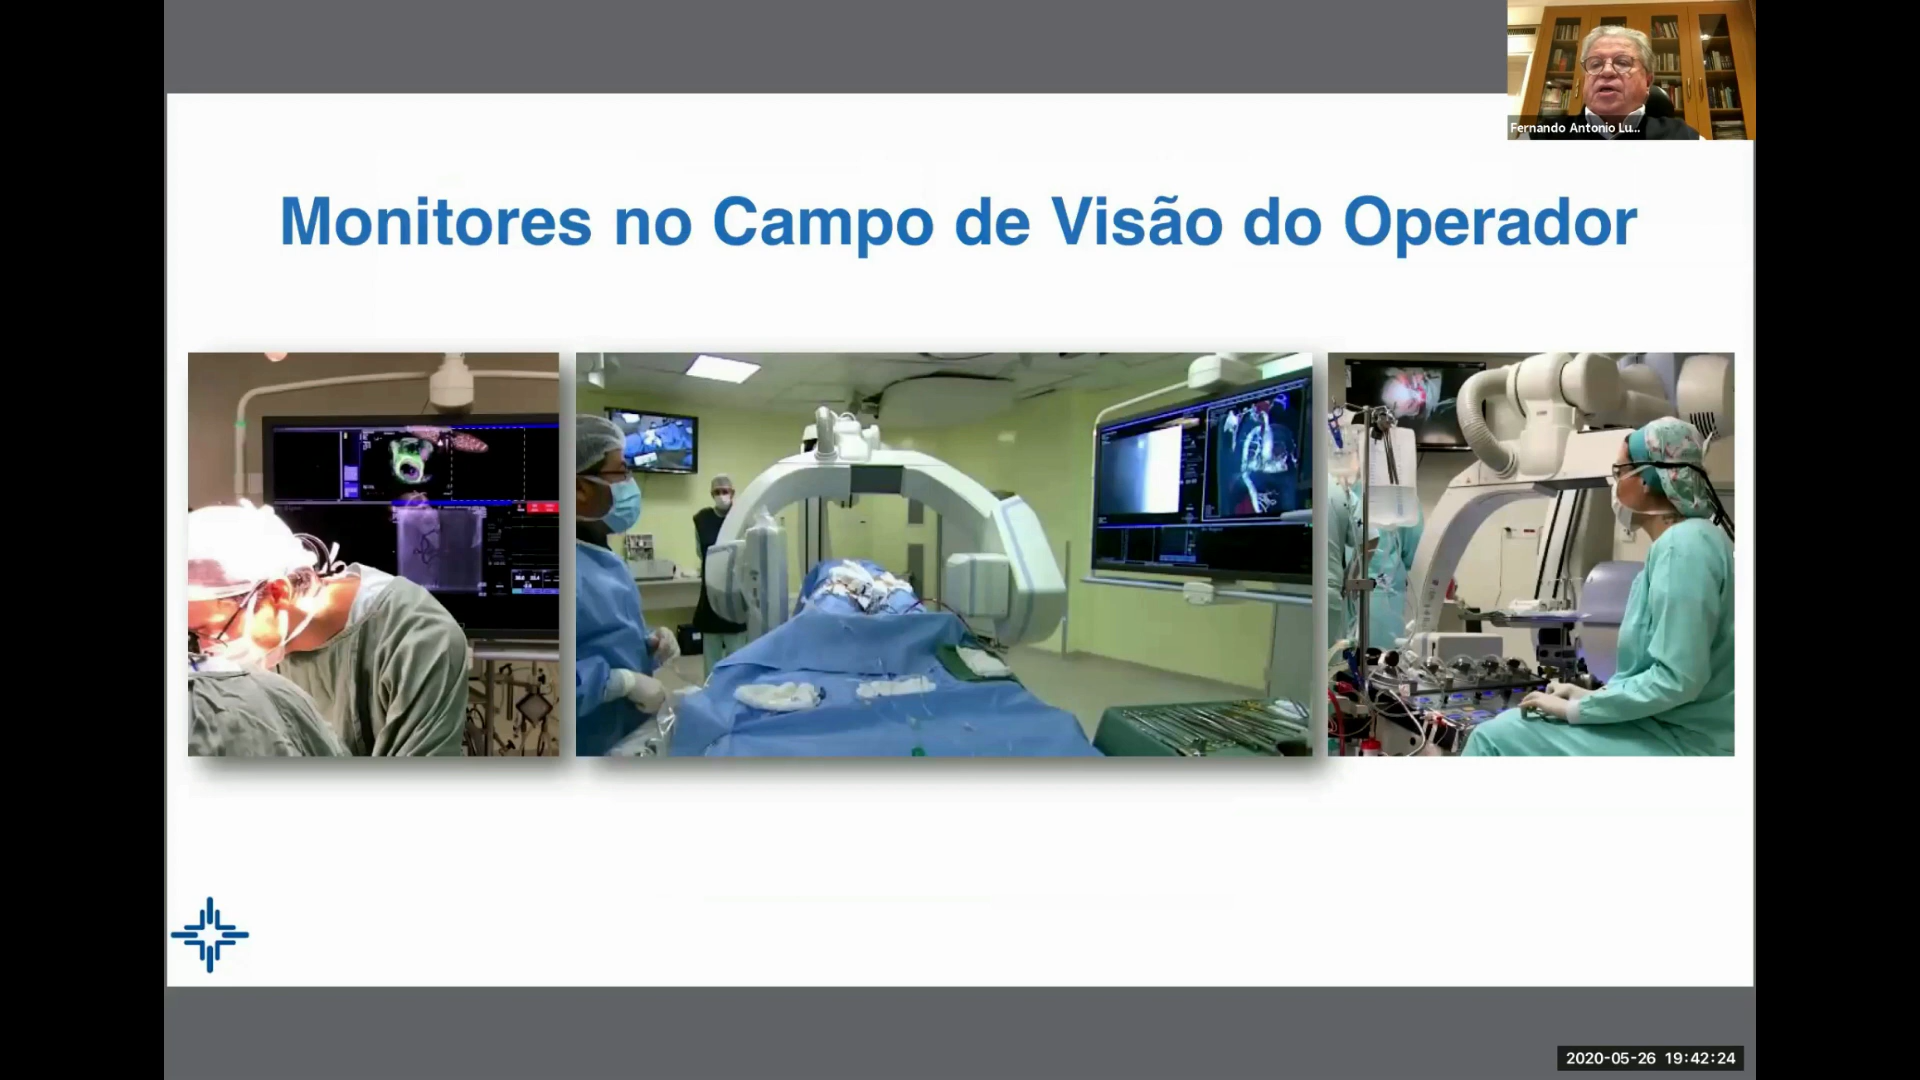 Fernando Antonio Lu...
Monitores no Campo de Visão do Operador
2020-05-26 19:42:24